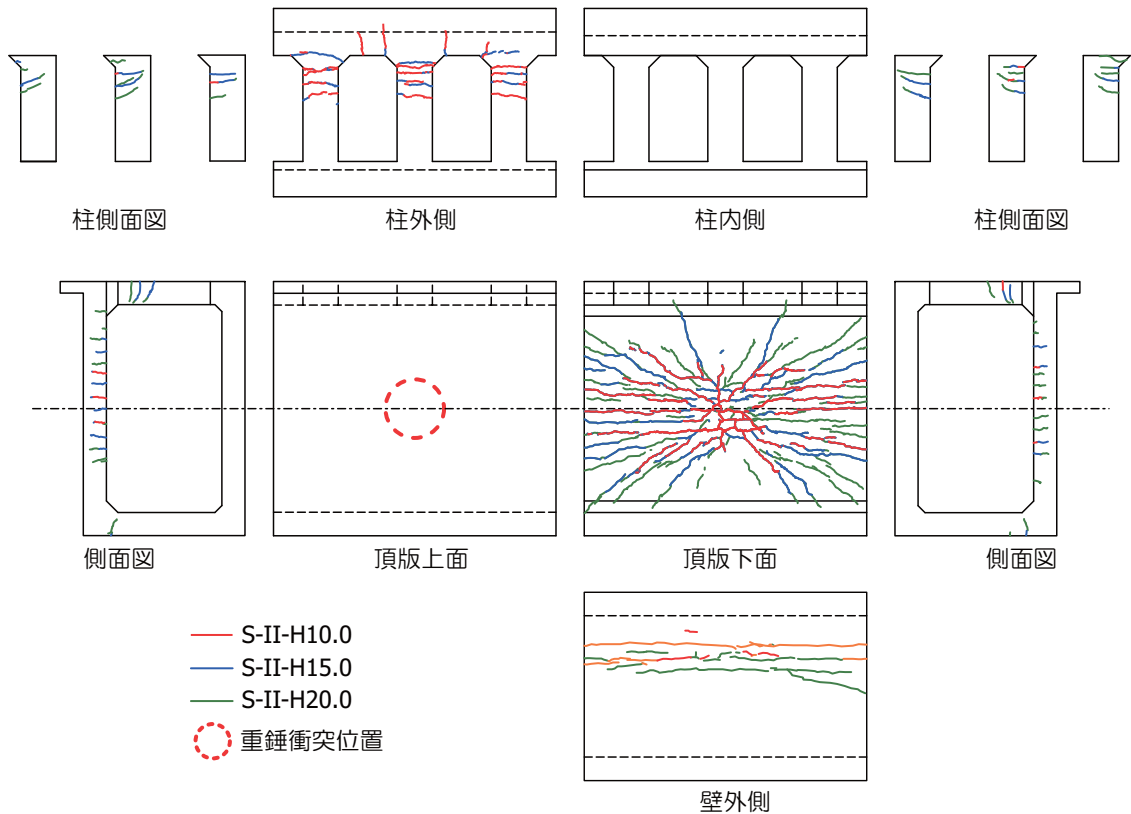 柱側面図
柱外側
柱内側
柱側面図
側面図
頂版上面
頂版下面
側面図
S-II-H10.0
S-II-H15.0
S-II-H20.0
重錘衝突位置
壁外側